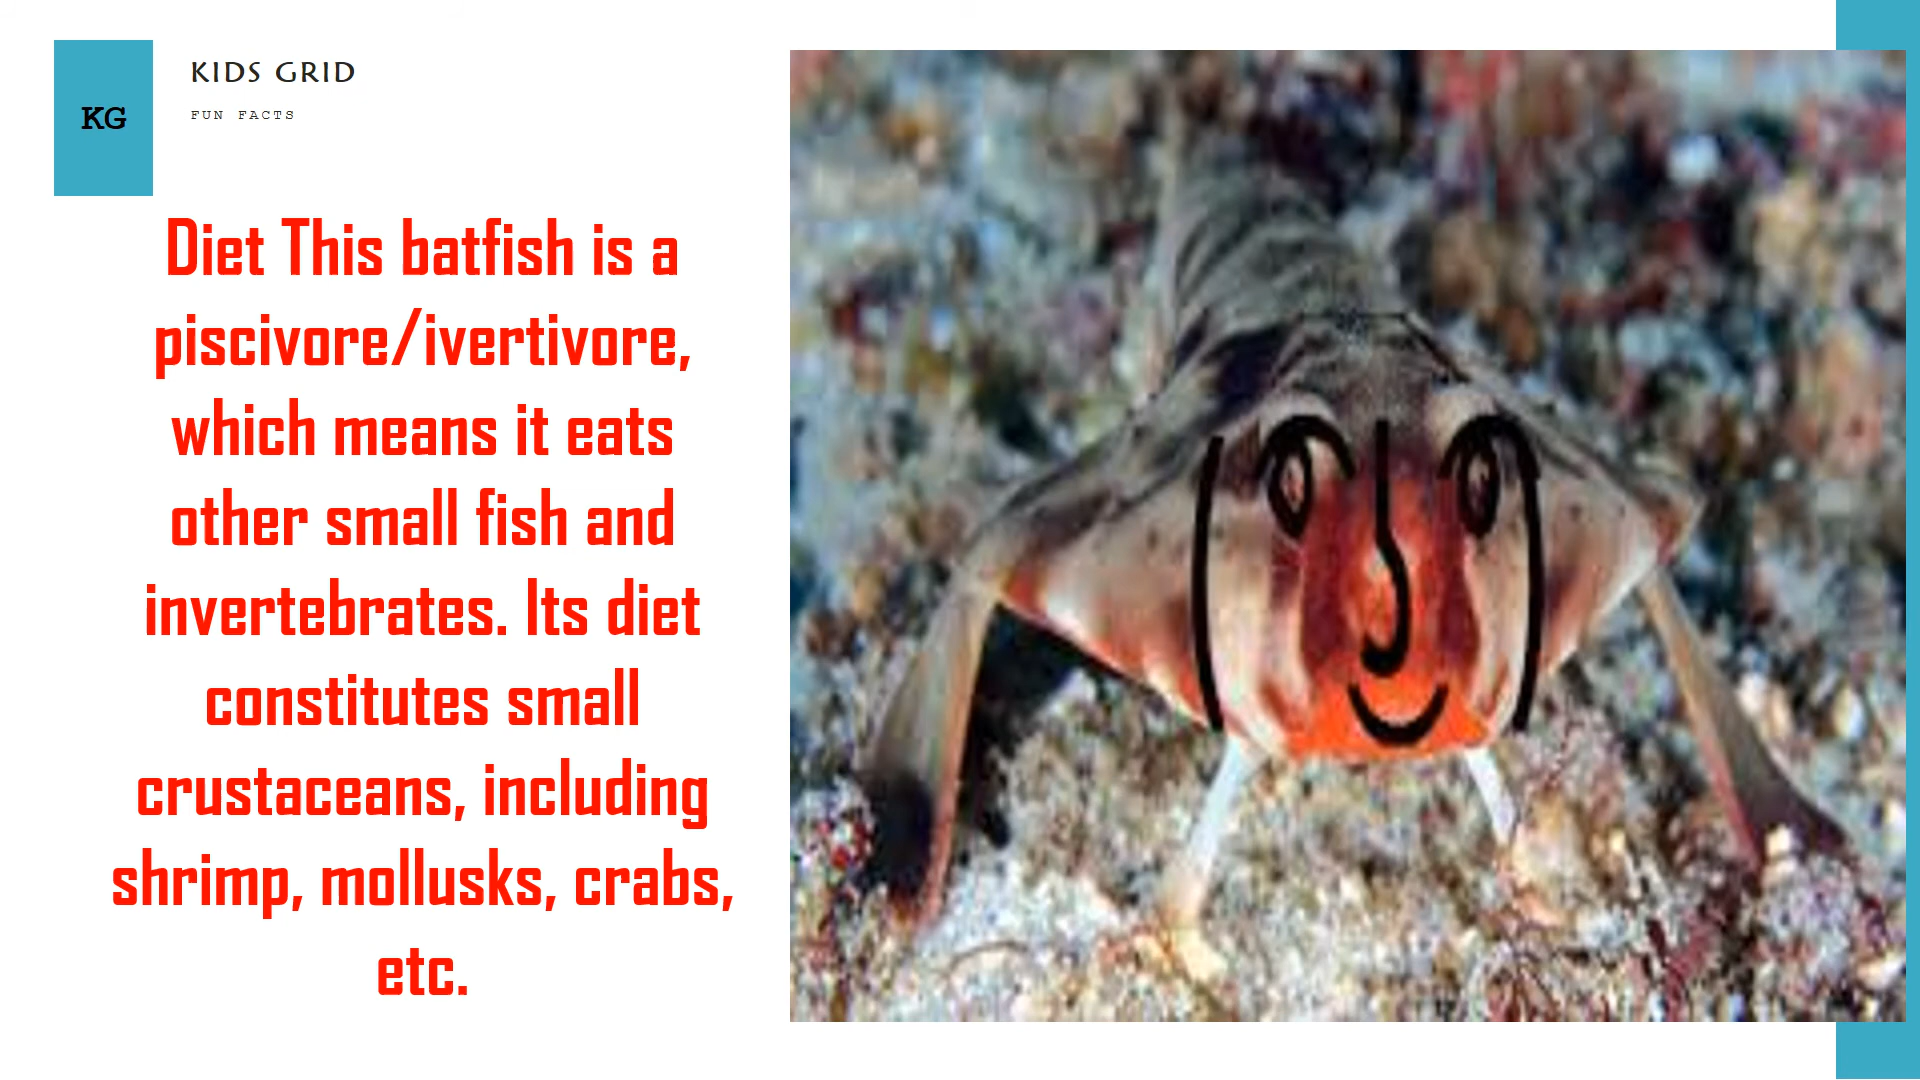 KG
KIDS GRID
FUN FACTS
Diet This batfish is a
piscivore/ivertivore,
which means it eats
other small fish and
invertebrates. Its diet
constitutes small
crustaceans, including
shrimp, mollusks, crabs,
etc.